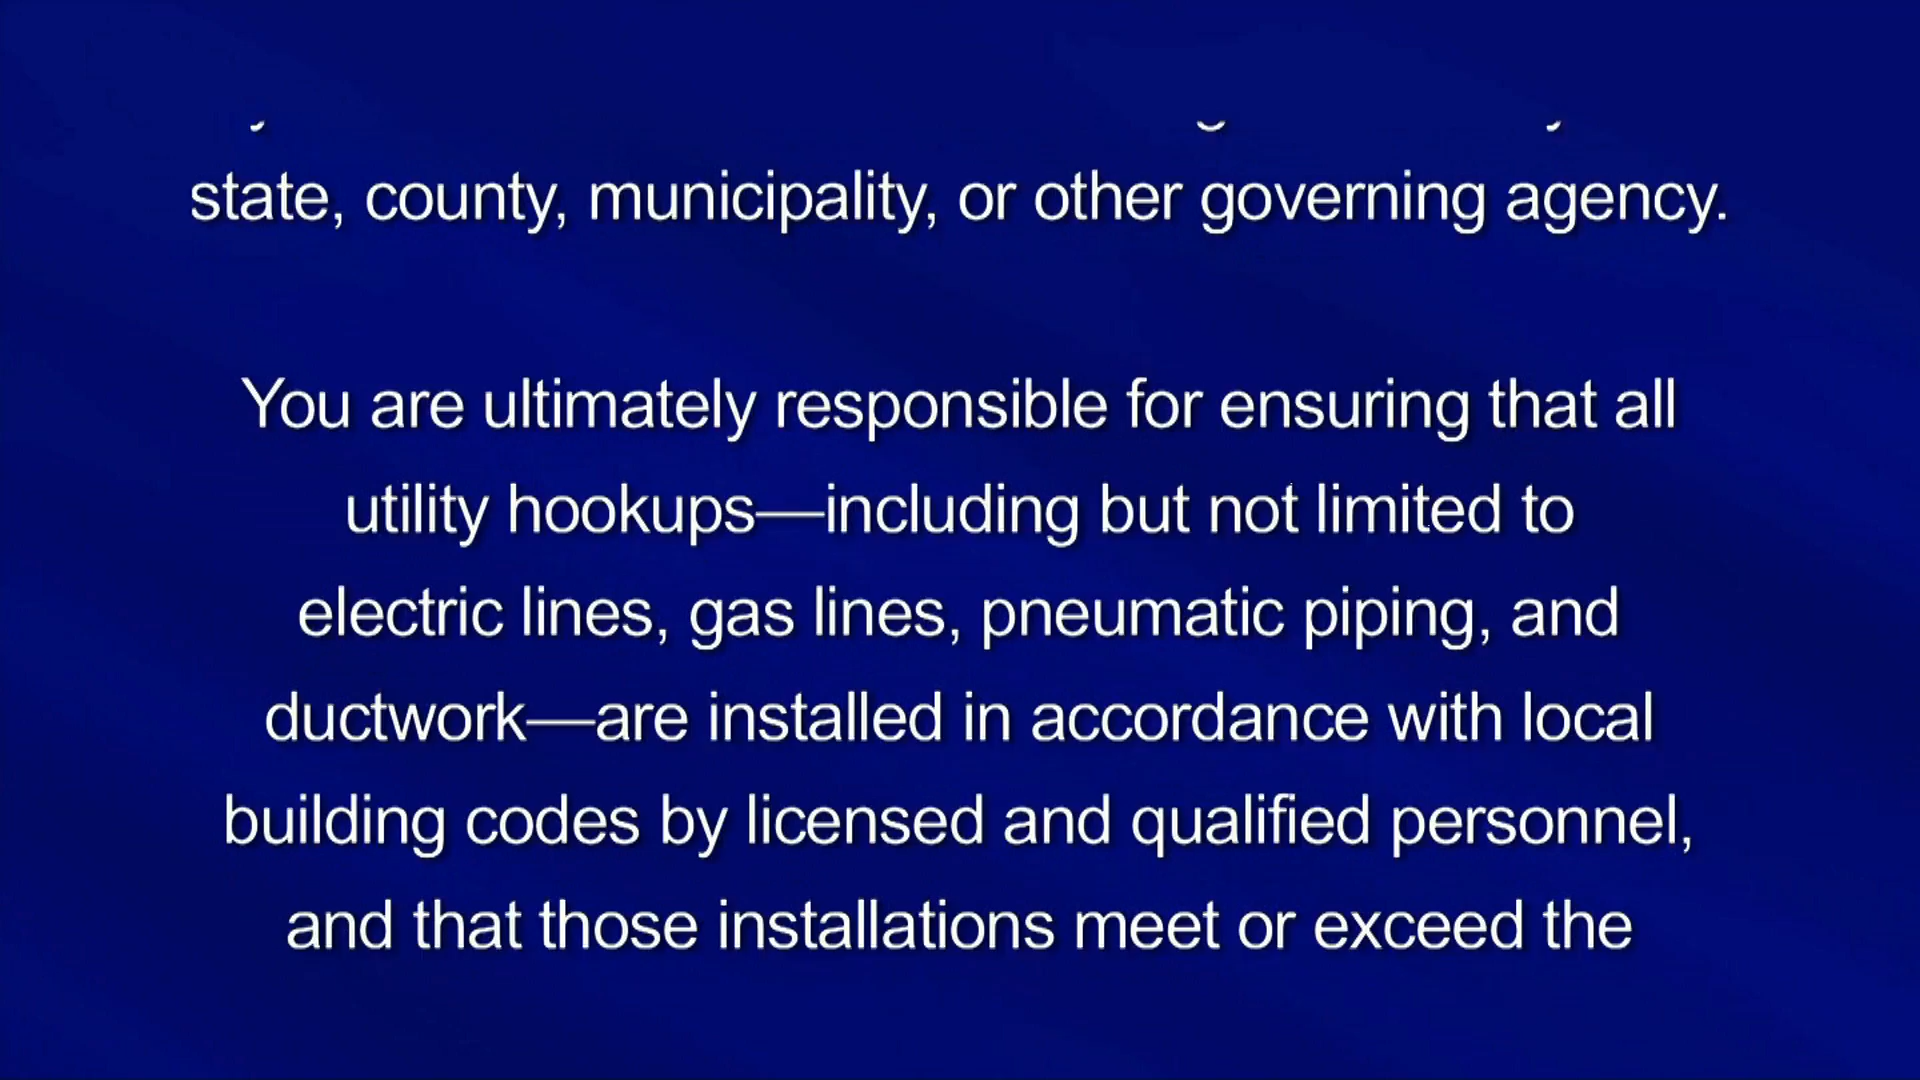 state, county, municipality, or other governing agency.
You are ultimately responsible for ensuring that all
utility hookups—including but not limited to
electric lines, gas lines, pneumatic piping, and
ductwork—are installed in accordance with local
building codes by licensed and qualified personnel,
and that those installations meet or exceed the